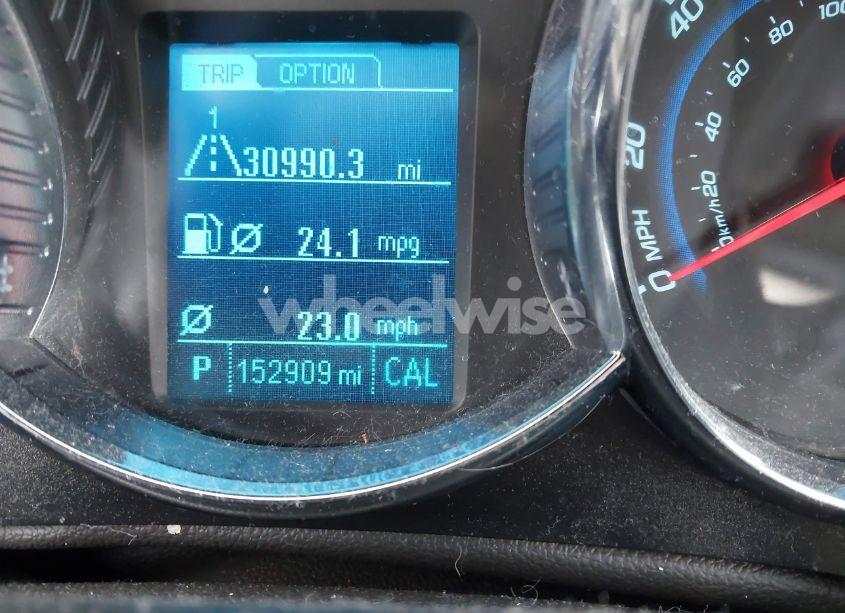 TRIP OPTION
1
30990.3 mi
24.1 mpg
23.0 mph
P 152909 mi CAL
wheelwise
40 100
80
60
20 40
20
0 MPH 0km/h